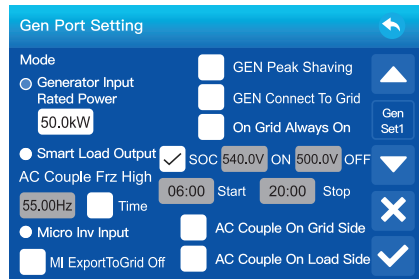 Gen Port Setting
Mode
Generator Input
Rated Power
50.0kW
GEN Peak Shaving
GEN Connect To Grid
On Grid Always On
Gen
Set1
Smart Load Output
SOC 540.0V ON 500.0V OFF
AC Couple Frz High
55.00Hz Time
06:00 Start 20:00 Stop
Micro Inv Input
MI ExportToGrid Off
AC Couple On Grid Side
AC Couple On Load Side